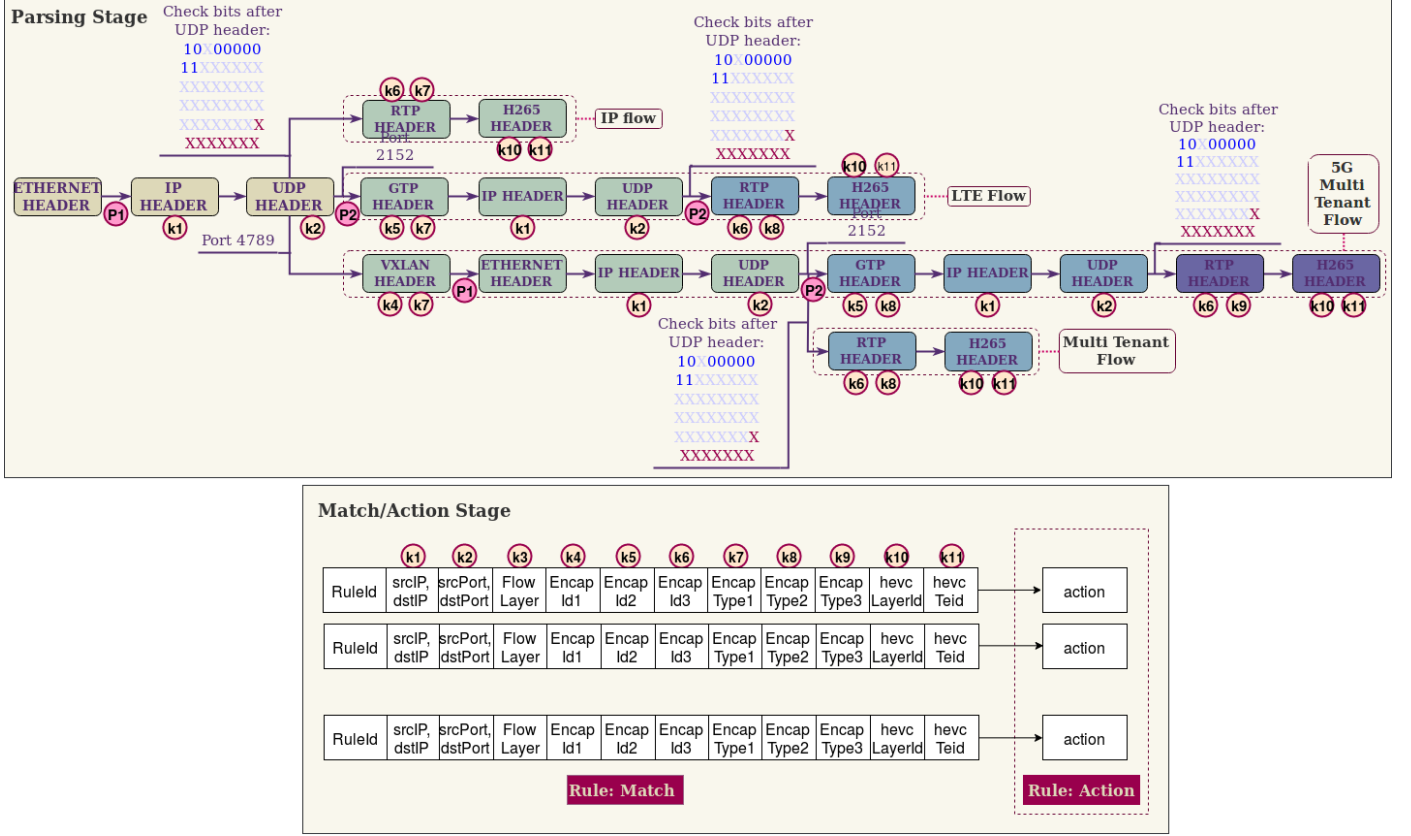 Parsing Stage
Check bits after
UDP header:
10X00000
11XXXXXX
XXXXXXXX
XXXXXXXX
XXXXXXXX
XXXXXXX
Check bits after
UDP header:
10X00000
11XXXXXX
XXXXXXXX
XXXXXXXX
XXXXXXXX
XXXXXXX
Check bits after
UDP header:
10X00000
11XXXXXX
XXXXXXXX
XXXXXXXX
XXXXXXXX
XXXXXXX
k6 k7
RTP
HEADER
H265
HEADER
k10 k11
IP flow
Port
2152
ETHERNET
HEADER
P1
IP
HEADER
k1
UDP
HEADER
k2
P2
GTP
HEADER
k5 k7
IP HEADER
k1
UDP
HEADER
k2
P2
RTP
HEADER
k6 k8
k10 k11
H265
HEADER
LTE Flow
5G
Multi
Tenant
Flow
Port 4789
Port
2152
VXLAN
HEADER
k4 k7
P1
ETHERNET
HEADER
IP HEADER
k1
UDP
HEADER
k2
P2
GTP
HEADER
k5 k8
IP HEADER
k1
UDP
HEADER
k2
RTP
HEADER
k6 k9
H265
HEADER
k10 k11
Check bits after
UDP header:
10X00000
11XXXXXX
XXXXXXXX
XXXXXXXX
XXXXXXXX
XXXXXXX
RTP
HEADER
k6 k8
H265
HEADER
k10 k11
Multi Tenant
Flow
Match/Action Stage
k1 k2 k3 k4 k5 k6 k7 k8 k9 k10 k11
RuleId srcIP, dstIP srcPort, dstPort Flow Layer Encap Id1 Encap Id2 Encap Id3 Encap Type1 Encap Type2 Encap Type3 hevc LayerId hevc Teid action
RuleId srcIP, dstIP srcPort, dstPort Flow Layer Encap Id1 Encap Id2 Encap Id3 Encap Type1 Encap Type2 Encap Type3 hevc LayerId hevc Teid action
RuleId srcIP, dstIP srcPort, dstPort Flow Layer Encap Id1 Encap Id2 Encap Id3 Encap Type1 Encap Type2 Encap Type3 hevc LayerId hevc Teid action
Rule: Match
Rule: Action